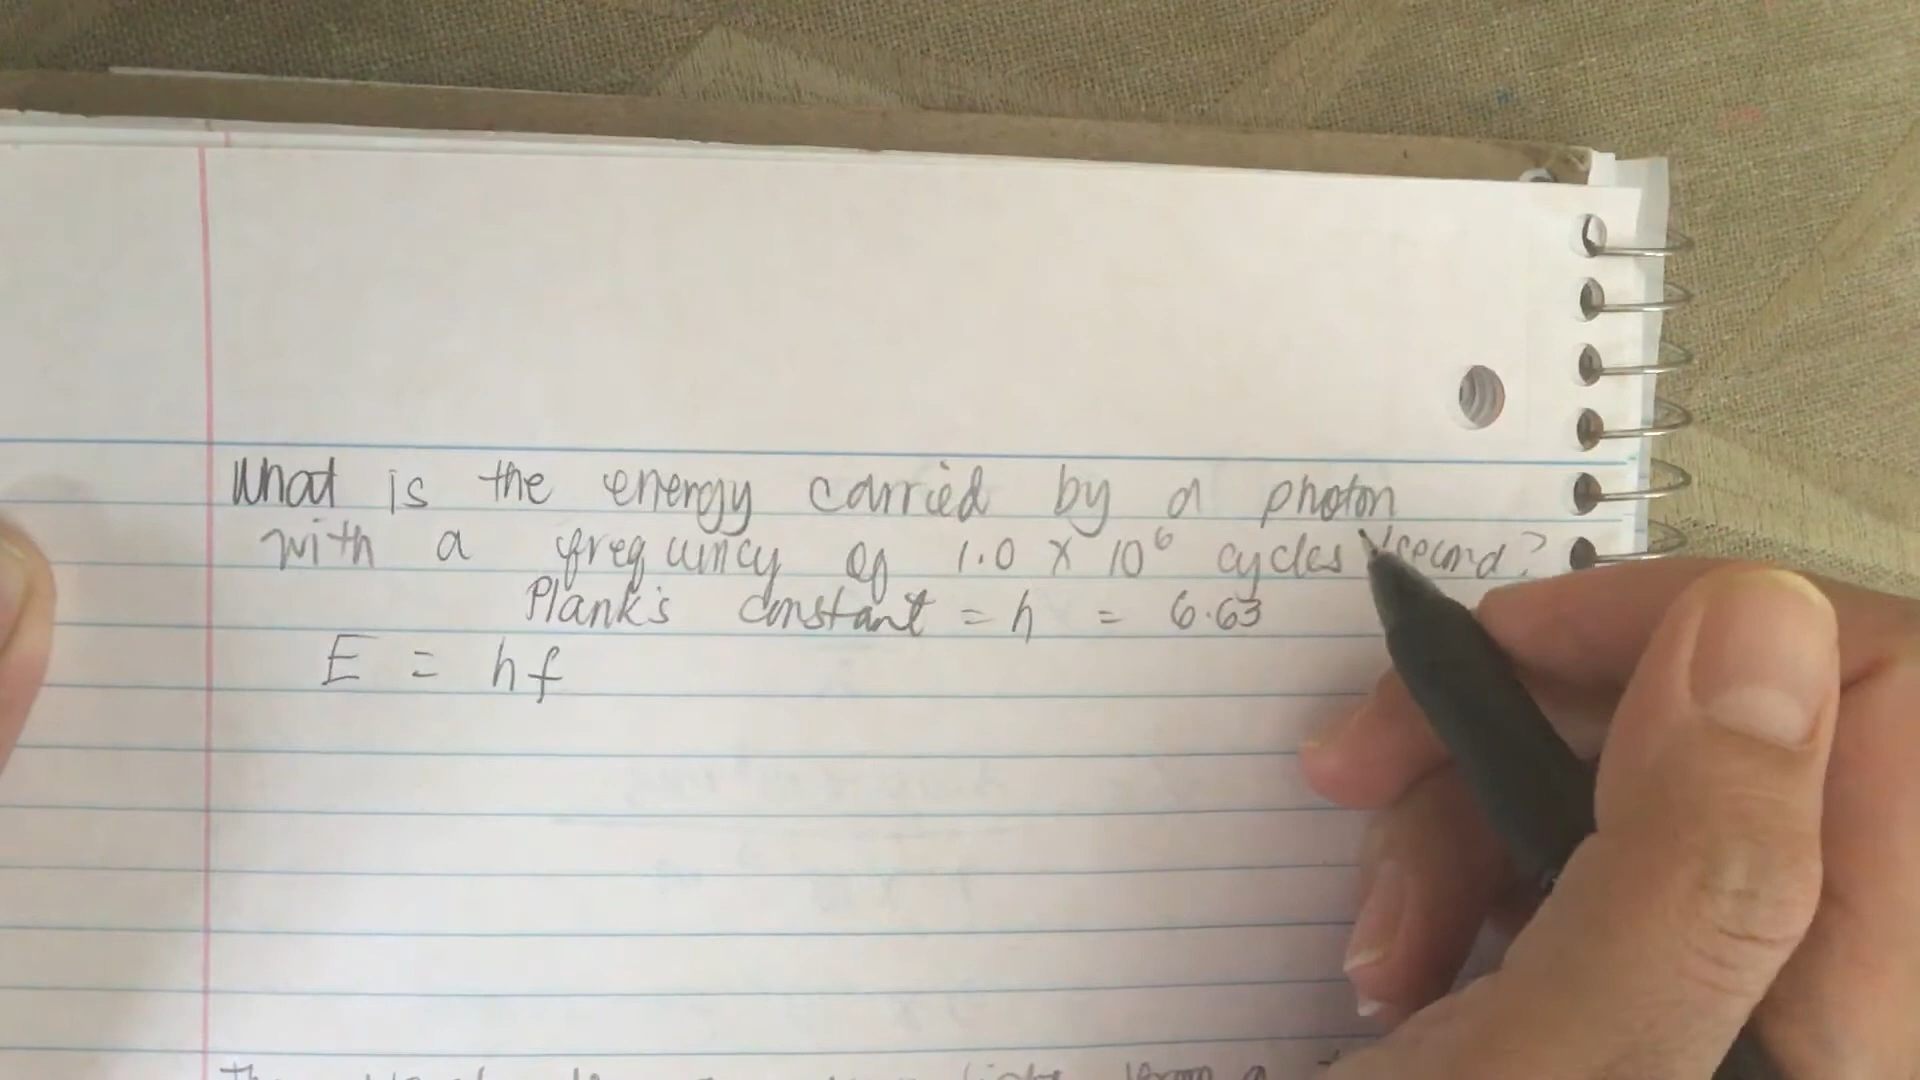 What is the energy carried by a photon
with a frequency of 1.0 x 10⁶ cycles/second?
Plank's constant = h = 6.63
E = hf